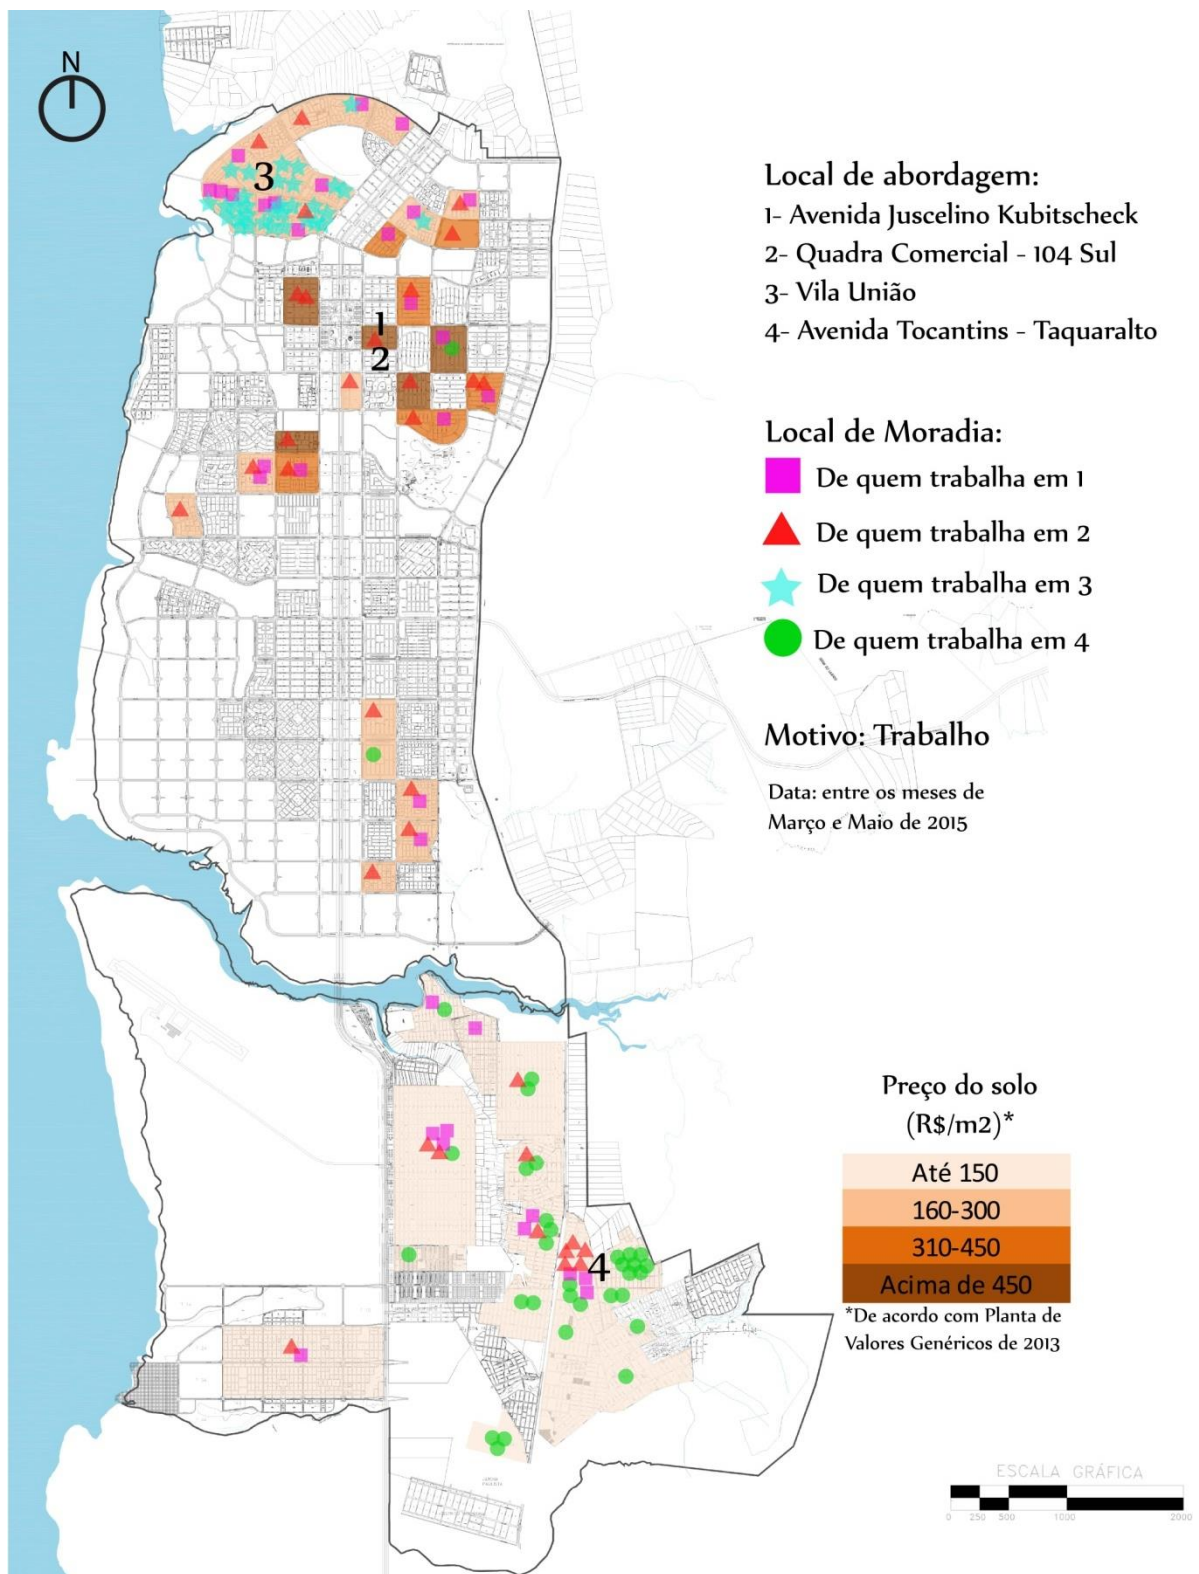 N
3
1
2
4
Local de abordagem:
1- Avenida Juscelino Kubitscheck
2- Quadra Comercial - 104 Sul
3- Vila União
4- Avenida Tocantins - Taquaralto
Local de Moradia:
De quem trabalha em 1
De quem trabalha em 2
De quem trabalha em 3
De quem trabalha em 4
Motivo: Trabalho
Data: entre os meses de
Março e Maio de 2015
Preço do solo
(R$/m2)*
Até 150
160-300
310-450
Acima de 450
*De acordo com Planta de
Valores Genéricos de 2013
ESCALA GRÁFICA
0 250 500 1000 2000